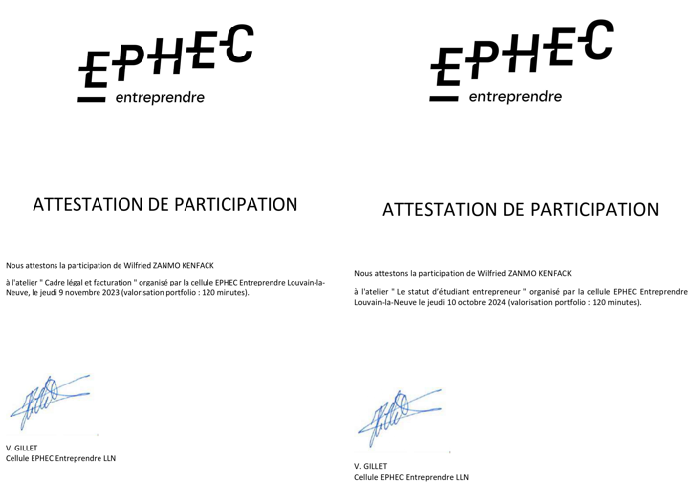 EPHEC
entreprendre
ATTESTATION DE PARTICIPATION
Nous attestons la participation de Wilfried ZANMO KENFACK
à l'atelier " Cadre légal et facturation " organisé par la cellule EPHEC Entreprendre Louvain-la-
Neuve, le jeudi 9 novembre 2023 (valorisation portfolio : 120 minutes).
V. GILLET
Cellule EPHEC Entreprendre LLN
EPHEC
entreprendre
ATTESTATION DE PARTICIPATION
Nous attestons la participation de Wilfried ZANMO KENFACK
à l'atelier " Le statut d'étudiant entrepreneur " organisé par la cellule EPHEC Entreprendre
Louvain-la-Neuve le jeudi 10 octobre 2024 (valorisation portfolio : 120 minutes).
V. GILLET
Cellule EPHEC Entreprendre LLN